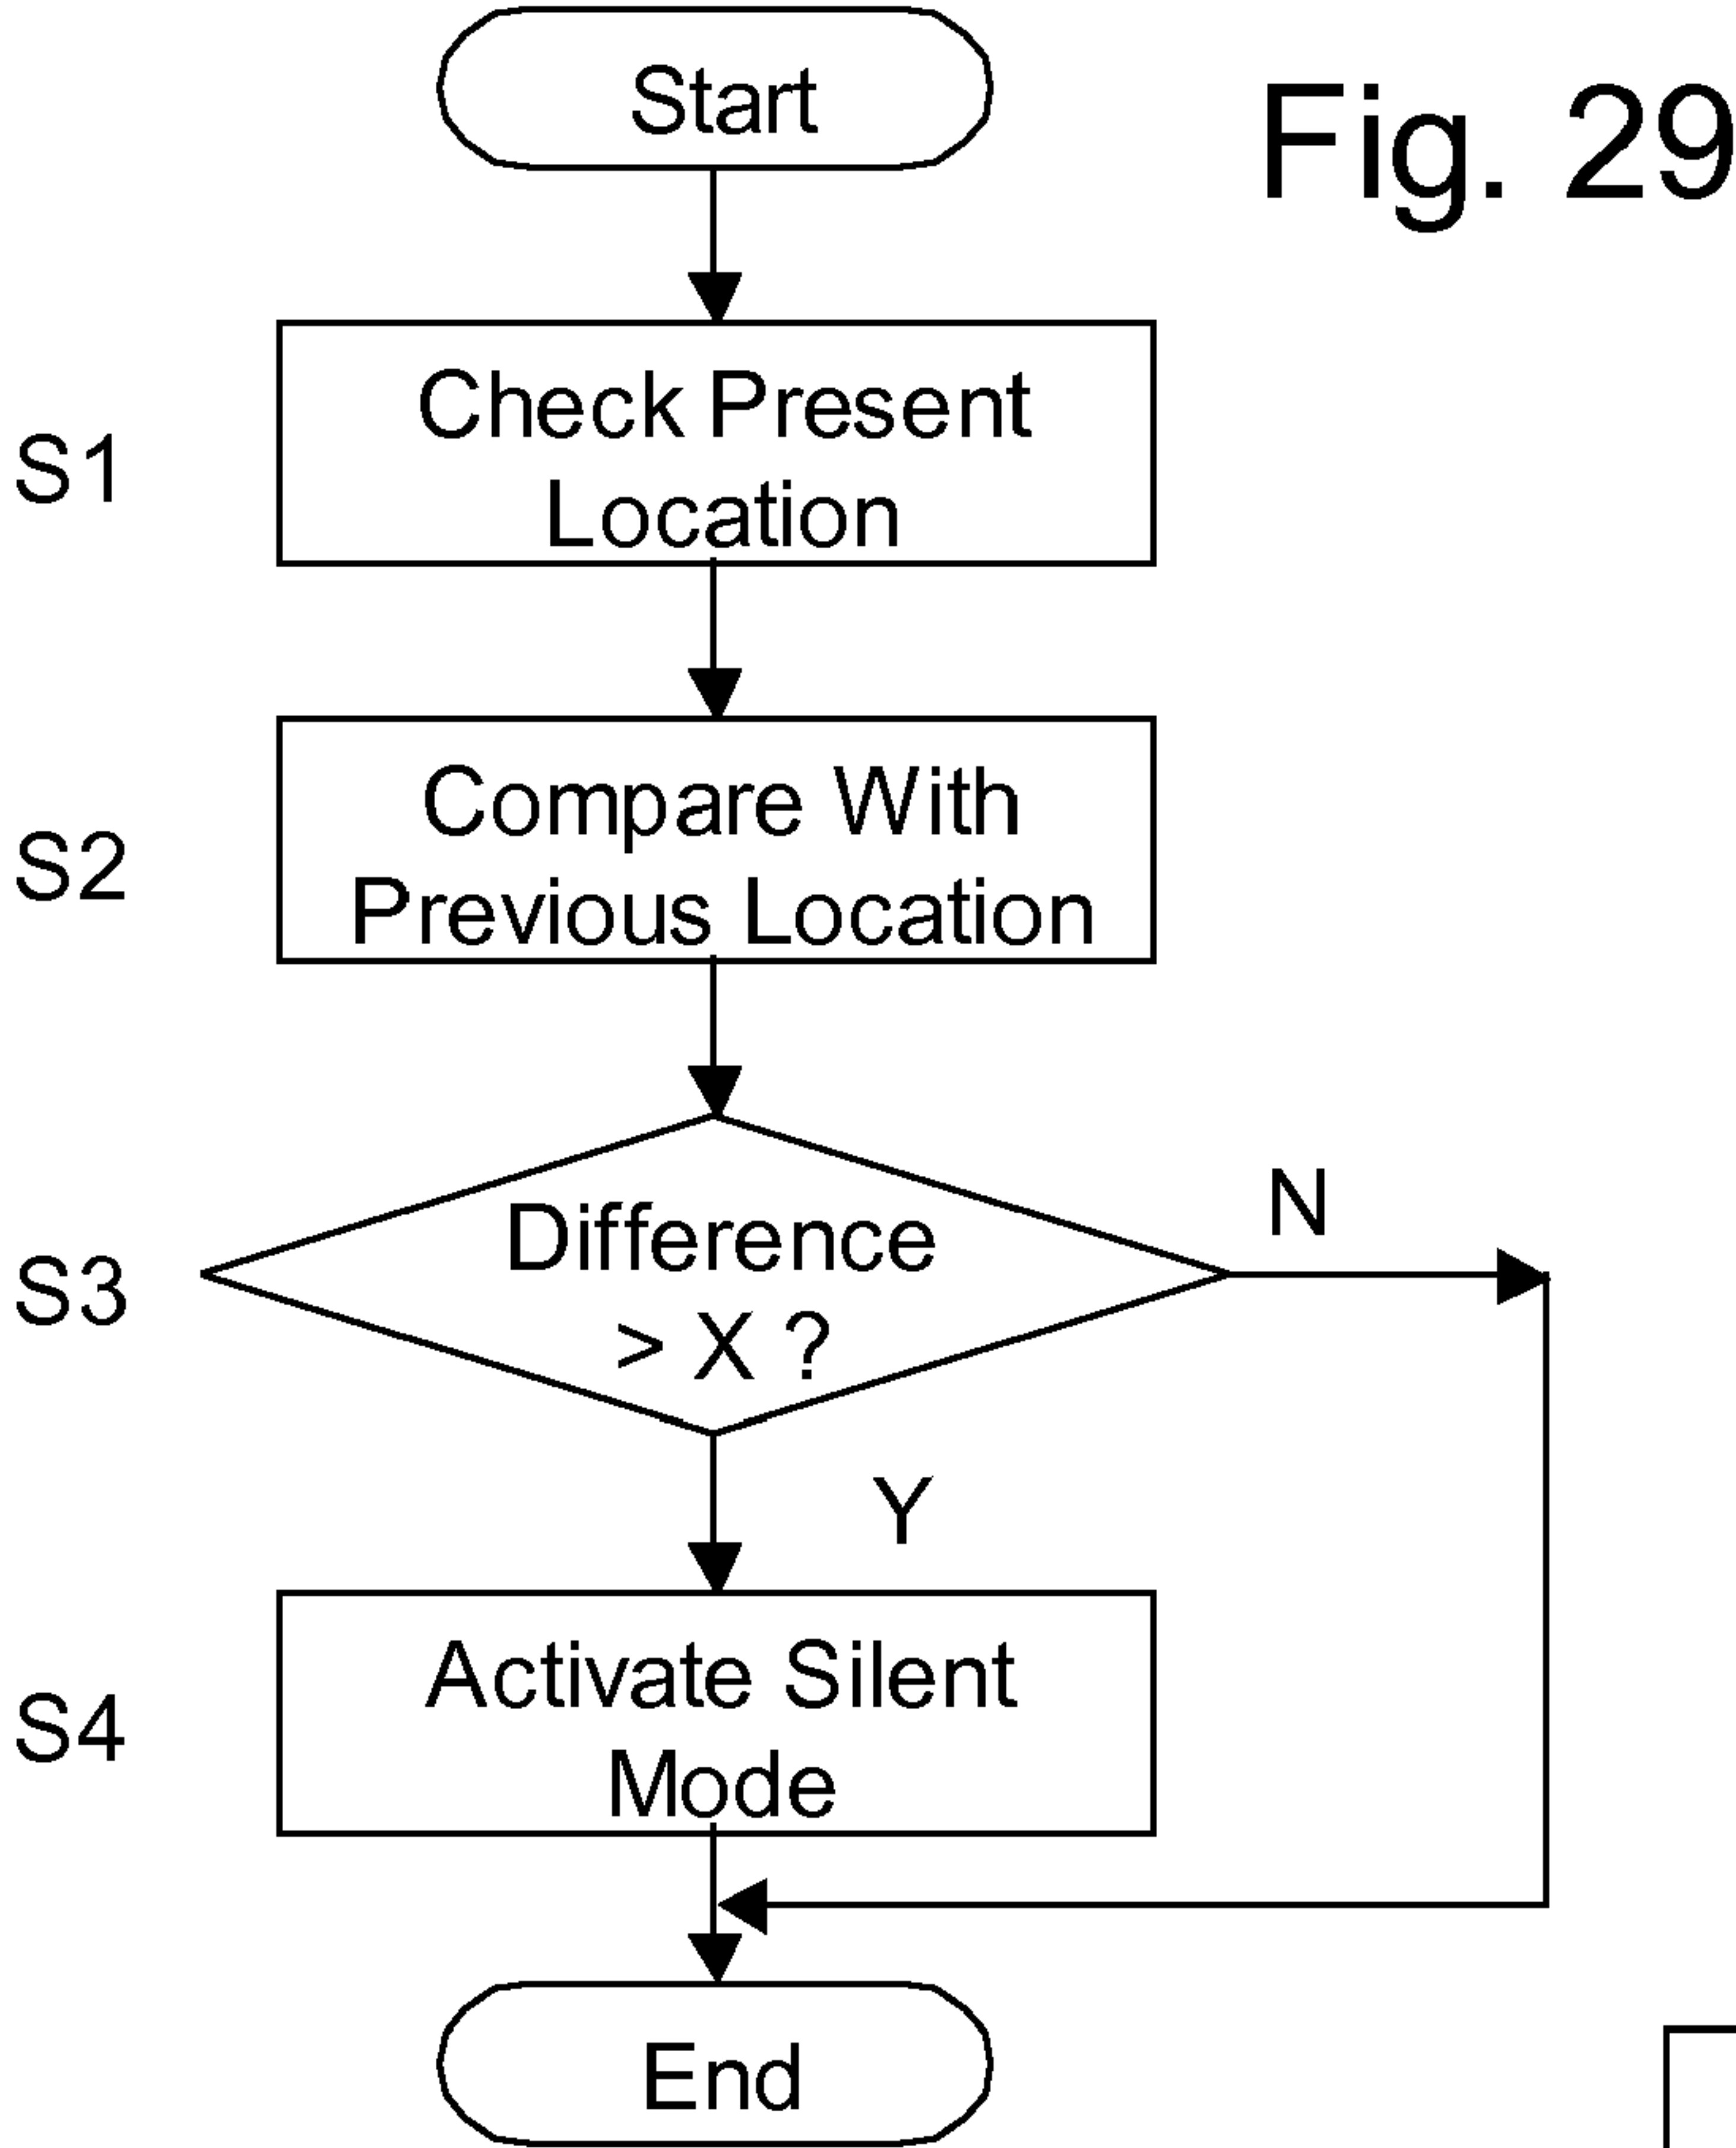 Start
Fig. 29
S1
Check Present
Location
S2
Compare With
Previous Location
S3
Difference
> X ?
N
Y
S4
Activate Silent
Mode
End